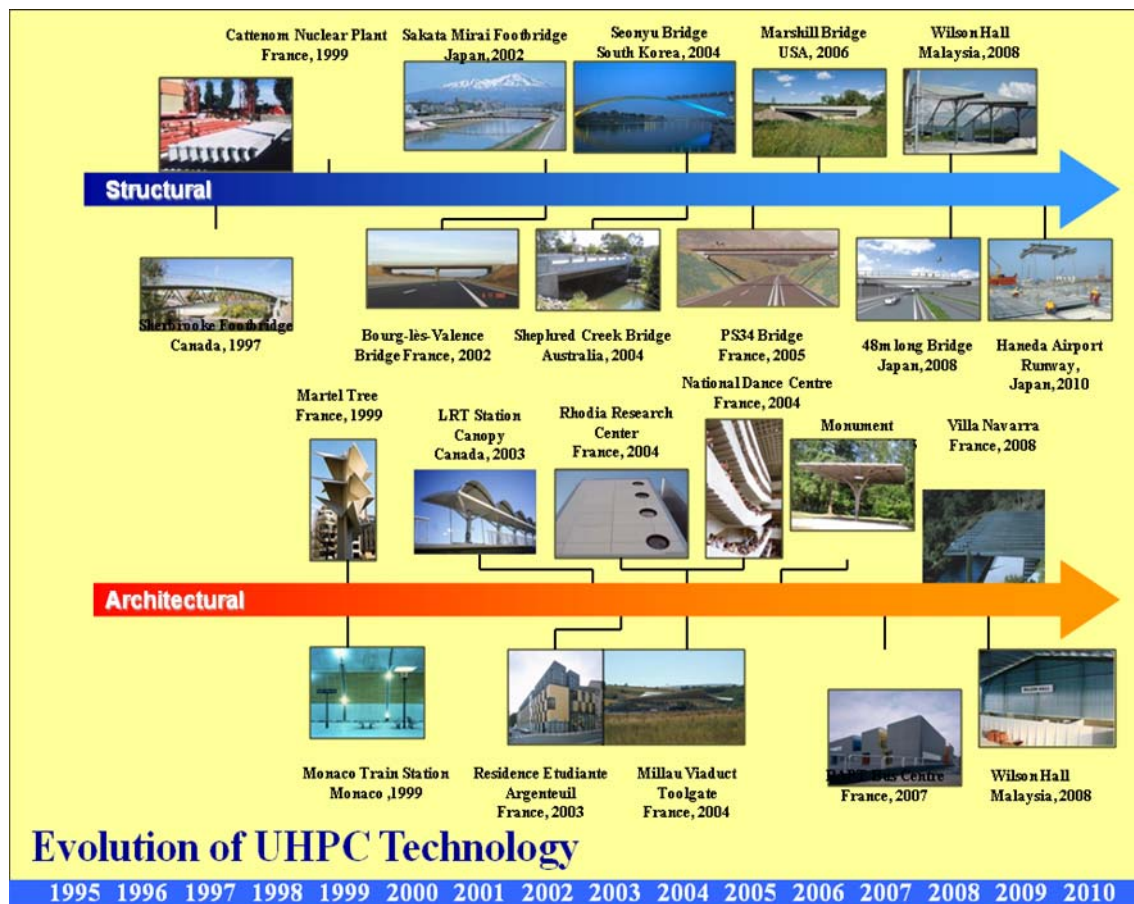 Cattenom Nuclear Plant
France, 1999
Sakata Mirai Footbridge
Japan, 2002
Seonyu Bridge
South Korea, 2004
Marshill Bridge
USA, 2006
Wilson Hall
Malaysia, 2008
Structural
Sherbrooke Footbridge
Canada, 1997
Bourg-lès-Valence
Bridge France, 2002
Shephred Creek Bridge
Australia, 2004
PS34 Bridge
France, 2005
48m long Bridge
Japan, 2008
Haneda Airport
Runway,
Japan, 2010
Martel Tree
France, 1999
LRT Station
Canopy
Canada, 2003
Rhodia Research
Center
France, 2004
National Dance Centre
France, 2004
Monument
Villa Navarra
France, 2008
Architectural
WILSON HALL
Monaco Train Station
Monaco ,1999
Residence Etudiante
Argenteuil
France, 2003
Millau Viaduct
Toolgate
France, 2004
Bus Centre
France, 2007
Wilson Hall
Malaysia, 2008
Evolution of UHPC Technology
1995 1996 1997 1998 1999 2000 2001 2002 2003 2004 2005 2006 2007 2008 2009 2010